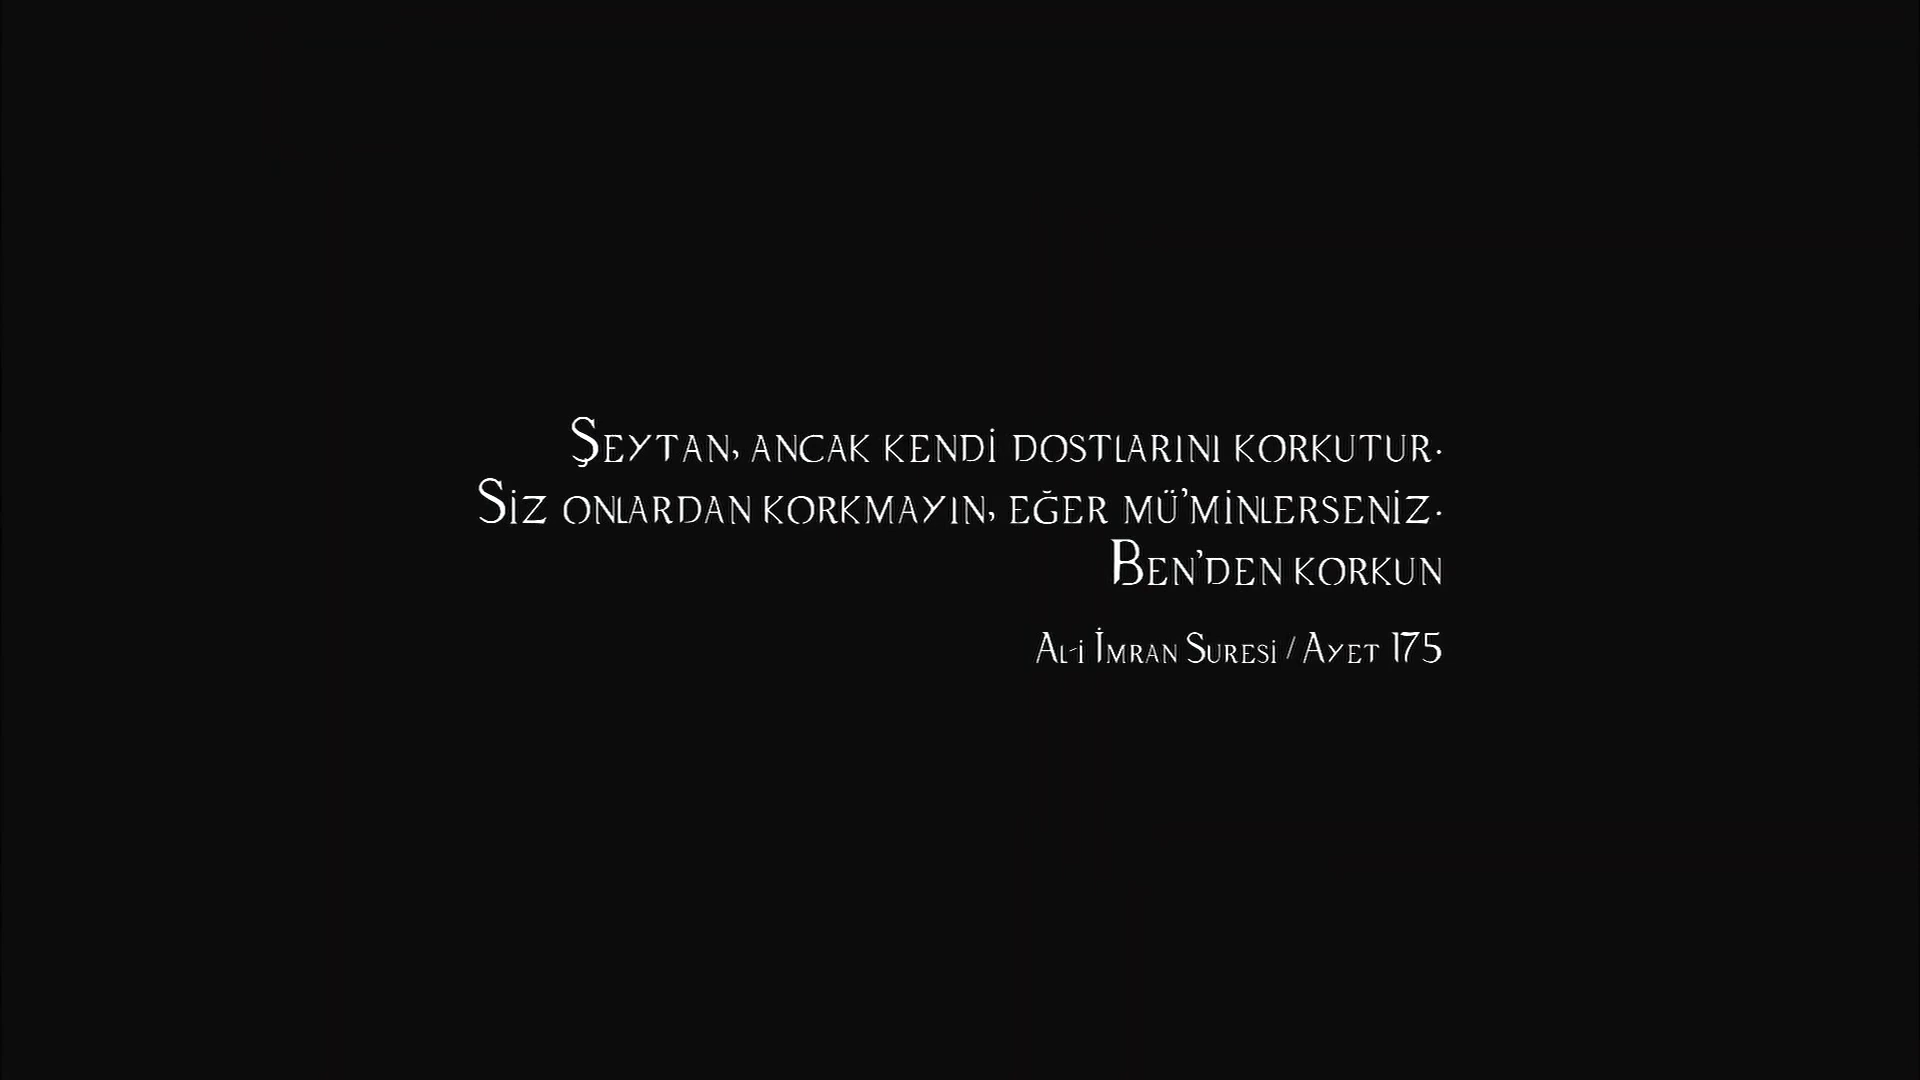 Şeytan, ancak kendi dostlarını korkutur.
Siz onlardan korkmayın, eğer mü'minlerseniz.
Ben'den korkun
Al-i İmran Suresi / Ayet 175